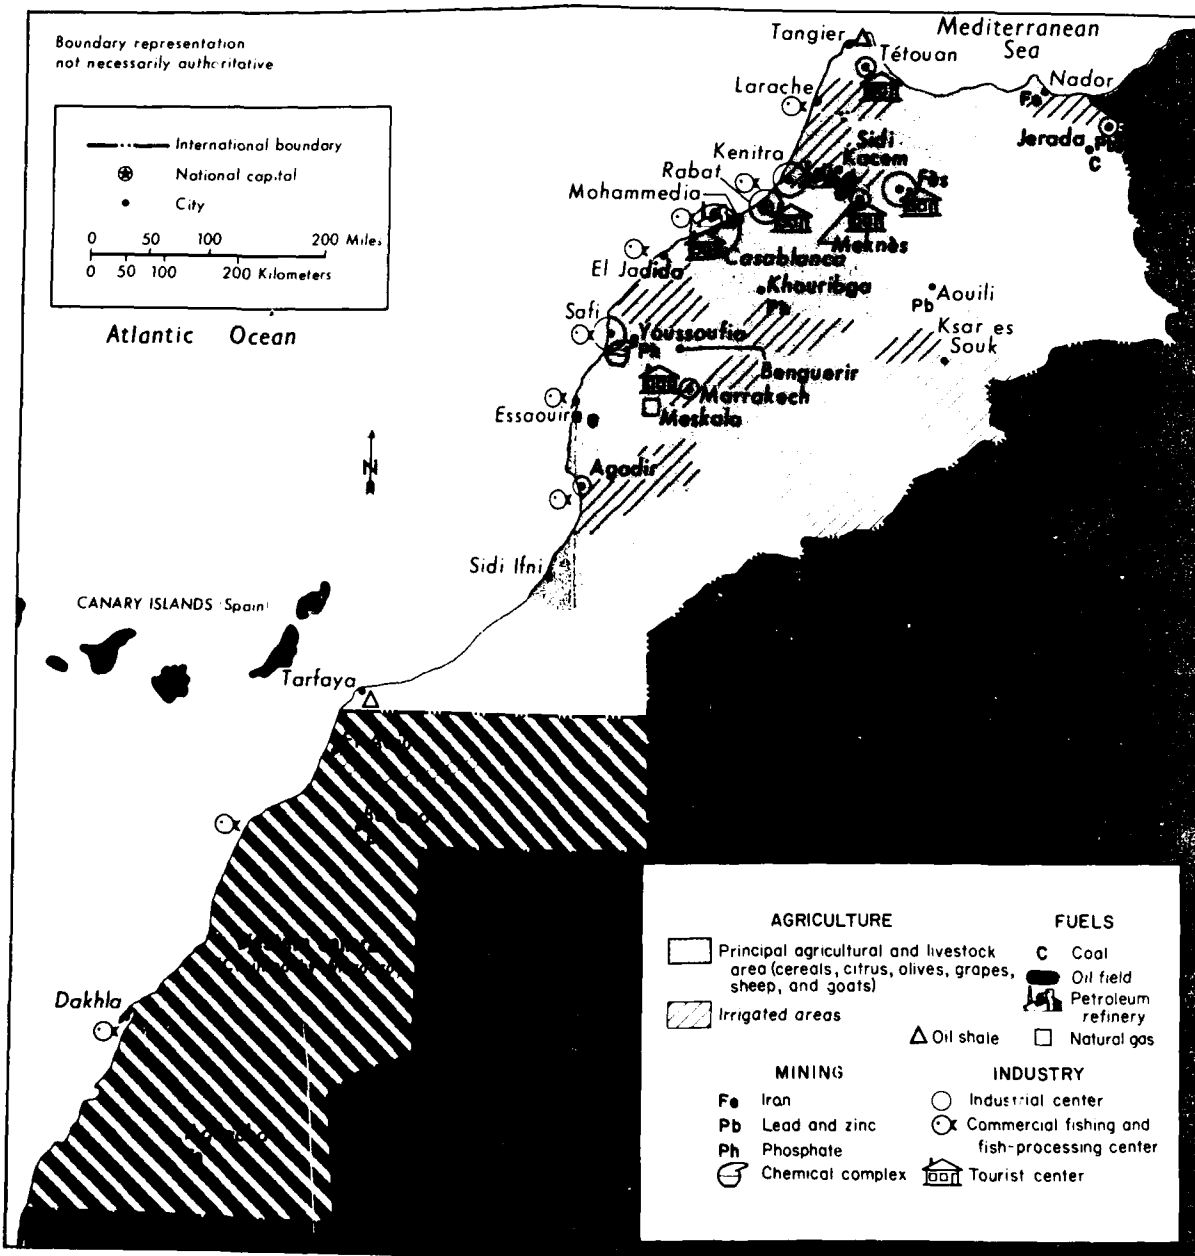 Boundary representation
not necessarily authoritative
International boundary
National capital
City
0 50 100 200 Miles
0 50 100 200 Kilometers
Atlantic Ocean
Mediterranean
Sea
Tangier
Tétouan
Larache
Nador
Fe
Jerada
C
Sidi
Kacem
Kenitra
Rabat
Mohammedia
Fès
Meknès
Casablanca
El Jadida
Khouribga
Ph
Aouili
Pb
Ksar es
Souk
Safi
Youssoufia
Ph
Benguerir
Marrakech
Meskala
Essaouir
N
Agadir
Sidi Ifni
CANARY ISLANDS (Spain)
Tarfaya
Dakhla
AGRICULTURE
Principal agricultural and livestock
area (cereals, citrus, olives, grapes,
sheep, and goats)
Irrigated areas
FUELS
C Coal
Oil field
Petroleum
refinery
Oil shale
Natural gas
MINING
Fe Iron
Pb Lead and zinc
Ph Phosphate
Chemical complex
INDUSTRY
Industrial center
Commercial fishing and
fish-processing center
Tourist center